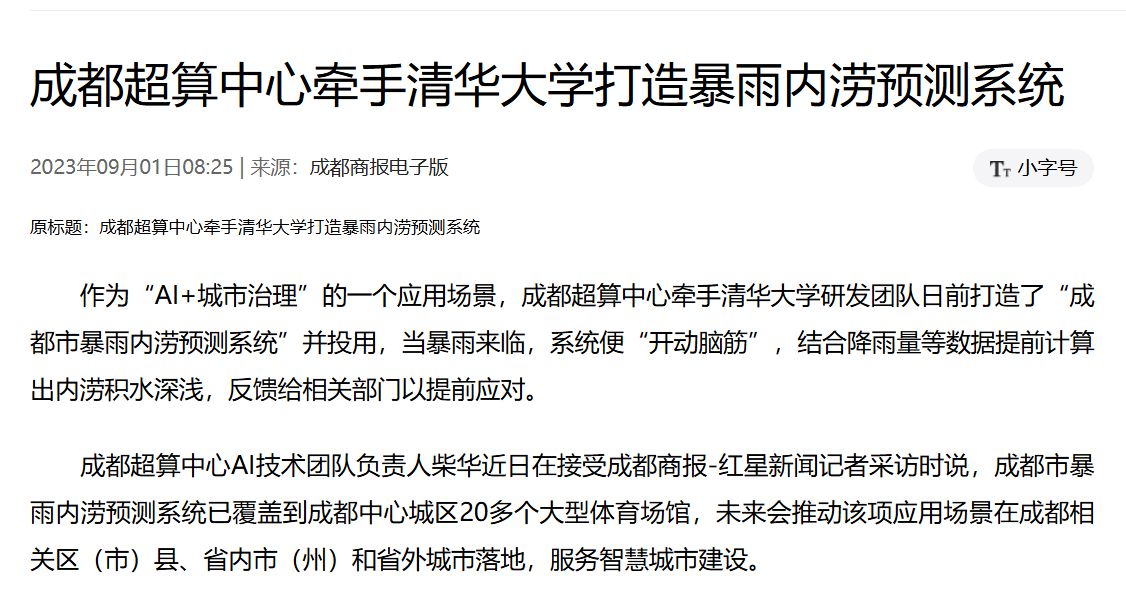 成都超算中心牵手清华大学打造暴雨内涝预测系统
2023年09月01日08:25 | 来源：成都商报电子版
小字号
原标题：成都超算中心牵手清华大学打造暴雨内涝预测系统
作为“AI+城市治理”的一个应用场景，成都超算中心牵手清华大学研发团队日前打造了“成
都市暴雨内涝预测系统”并投用，当暴雨来临，系统便“开动脑筋”，结合降雨量等数据提前计算
出内涝积水深浅，反馈给相关部门以提前应对。
成都超算中心AI技术团队负责人柴华近日在接受成都商报-红星新闻记者采访时说，成都市暴
雨内涝预测系统已覆盖到成都中心城区20多个大型体育场馆，未来会推动该项应用场景在成都相
关区（市）县、省内市（州）和省外城市落地，服务智慧城市建设。